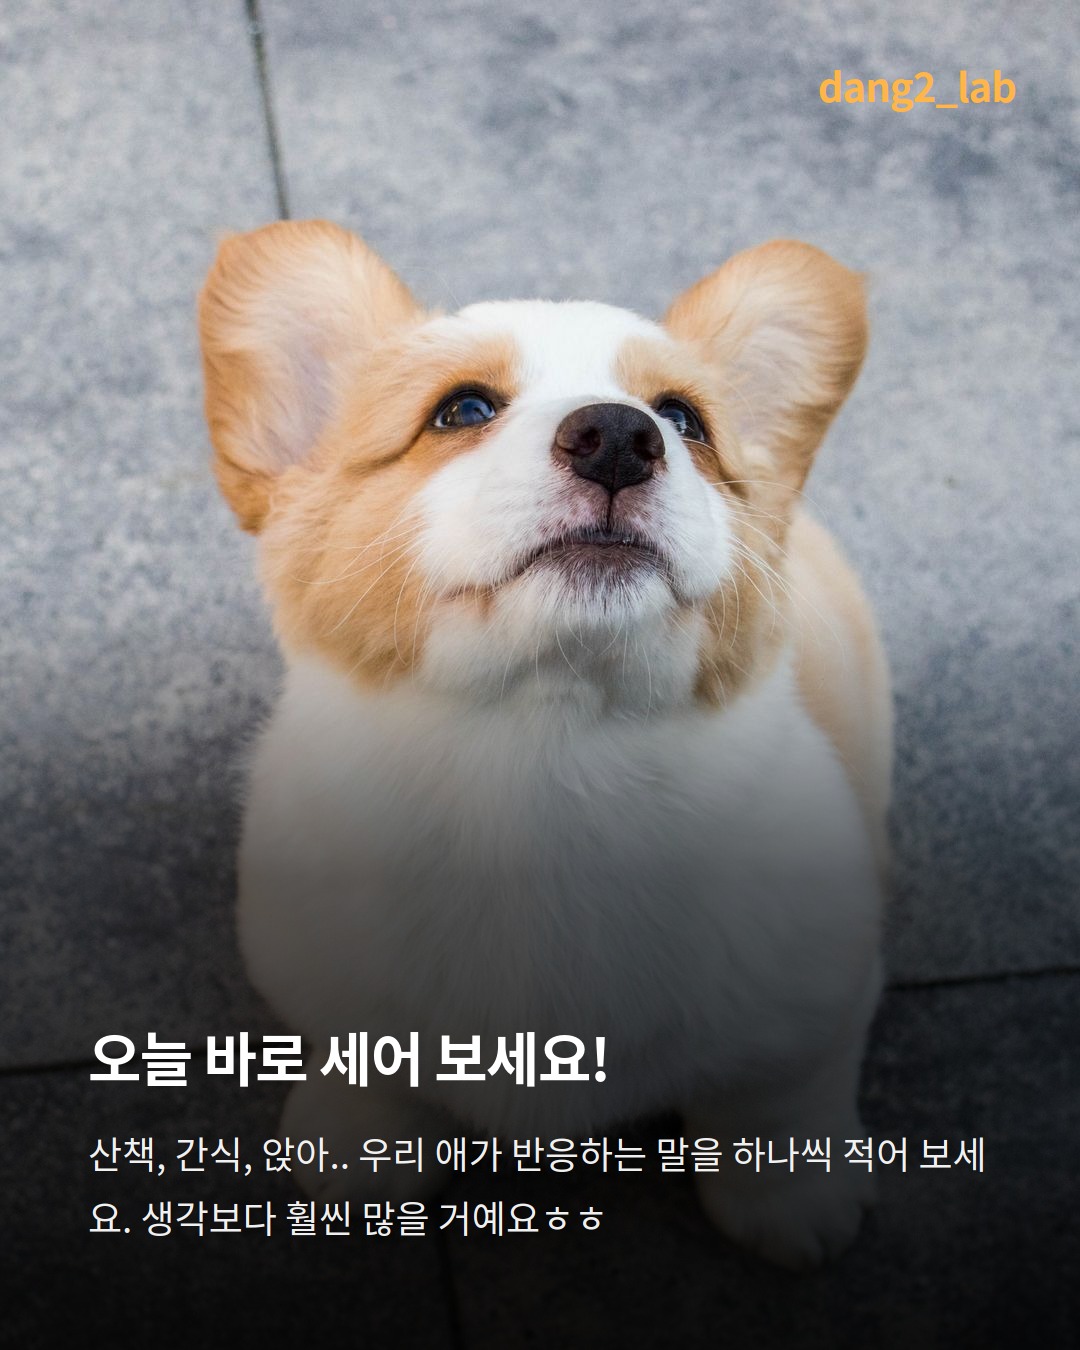 dang2_lab
오늘 바로 세어 보세요!
산책, 간식, 앉아.. 우리 애가 반응하는 말을 하나씩 적어 보세
요. 생각보다 훨씬 많을 거예요ㅎㅎ